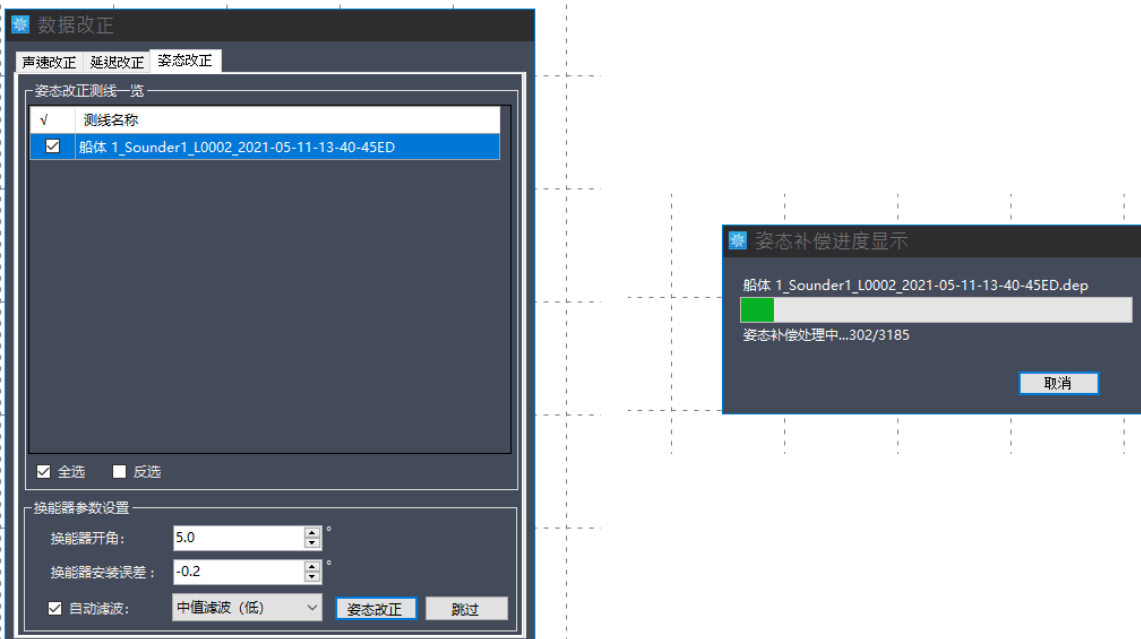 数据改正
声速改正 延迟改正 姿态改正
姿态改正测线一览
√ 测线名称
船体 1_Sounder1_L0002_2021-05-11-13-40-45ED
全选 反选
换能器参数设置
换能器开角: 5.0 °
换能器安装误差: -0.2 °
自动滤波: 中值滤波 (低) 姿态改正 跳过
姿态补偿进度显示
船体 1_Sounder1_L0002_2021-05-11-13-40-45ED.dep
姿态补偿处理中...302/3185
取消